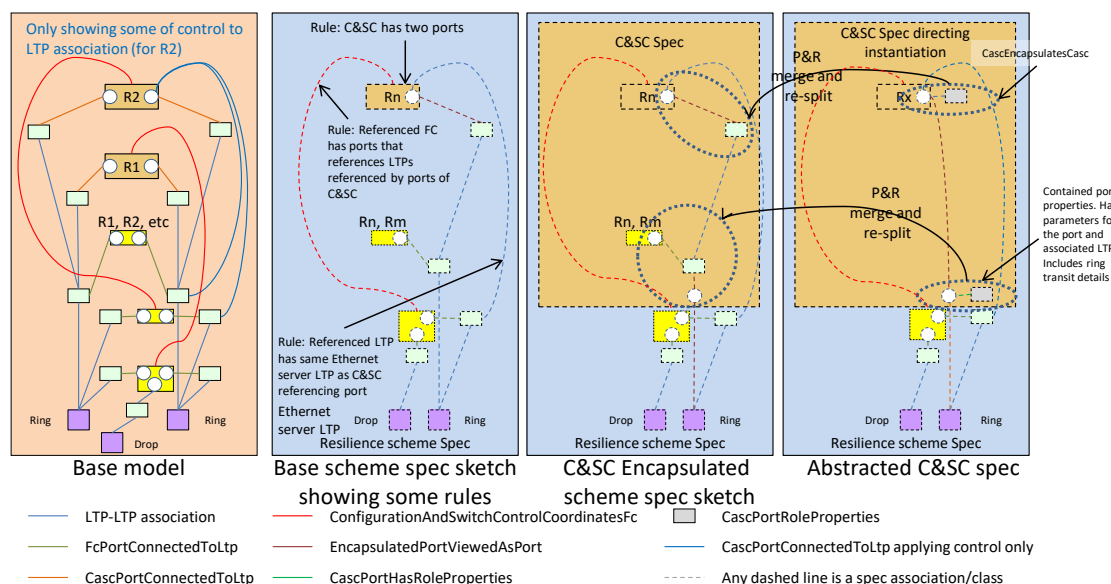 Only showing some of control to
LTP association (for R2)
R2
R1
R1, R2, etc
Ring
Ring
Drop
Base model
Rule: C&SC has two ports
Rn
Rule: Referenced FC
has ports that
references LTPs
referenced by ports of
C&SC
Rn, Rm
Rule: Referenced LTP
has same Ethernet
server LTP as C&SC
referencing port
Ethernet
server LTP
Drop
Ring
Resilience scheme Spec
Base scheme spec sketch
showing some rules
C&SC Spec
P&R
merge and
re-split
Rn
Rn, Rm
Drop
Ring
Resilience scheme Spec
C&SC Encapsulated
scheme spec sketch
C&SC Spec directing
instantiation
CascEncapsulatesCasc
Rx
P&R
merge and
re-split
Contained por
properties. Ha
parameters fo
the port and
associated LTP
Includes ring
transit details
Drop
Ring
Resilience scheme Spec
Abstracted C&SC spec
LTP-LTP association
ConfigurationAndSwitchControlCoordinatesFc
CascPortRoleProperties
FcPortConnectedToLtp
EncapsulatedPortViewedAsPort
CascPortConnectedToLtp applying control only
CascPortConnectedToLtp
CascPortHasRoleProperties
Any dashed line is a spec association/class